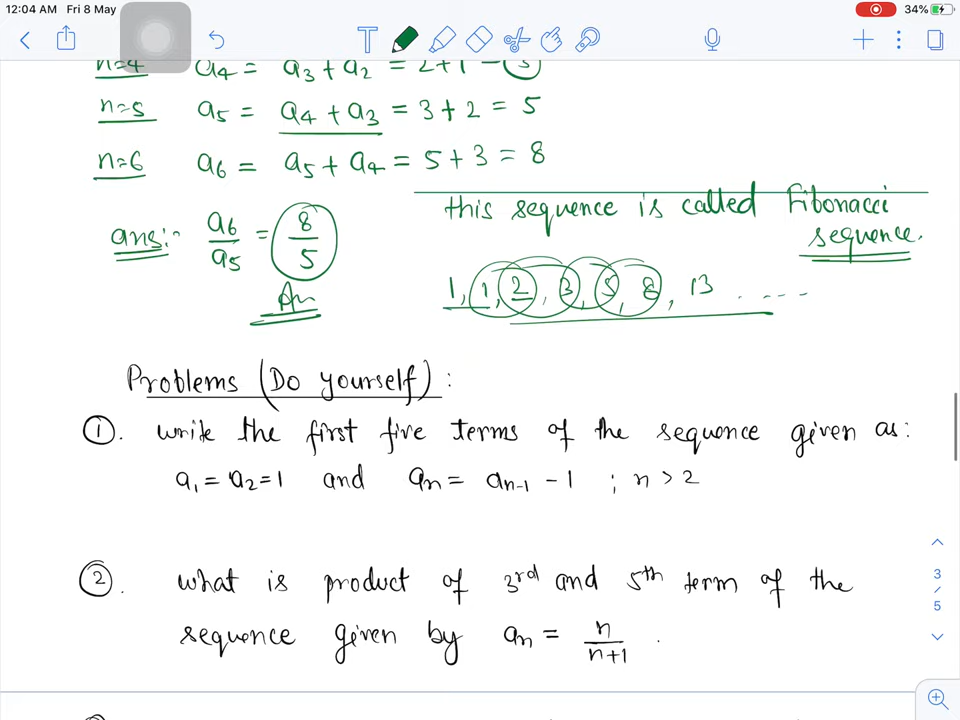 12:04 AM Fri 8 May
34%
T
n=4 a4 = a3 + a2 = 2+1 = 3
n=5 a5 = a4 + a3 = 3 + 2 = 5
n=6 a6 = a5 + a4 = 5 + 3 = 8
this sequence is called Fibonacci
sequence.
ans:- a6/a5 = 8/5
An
1, 1, 2, 3, 5, 8, 13 .....
Problems (Do yourself) :
①. write the first five terms of the sequence given as:
a1 = a2 = 1 and an = an-1 - 1 ; n > 2
②. what is product of 3rd and 5th term of the
sequence given by an = n/n+1 .
3
/
5